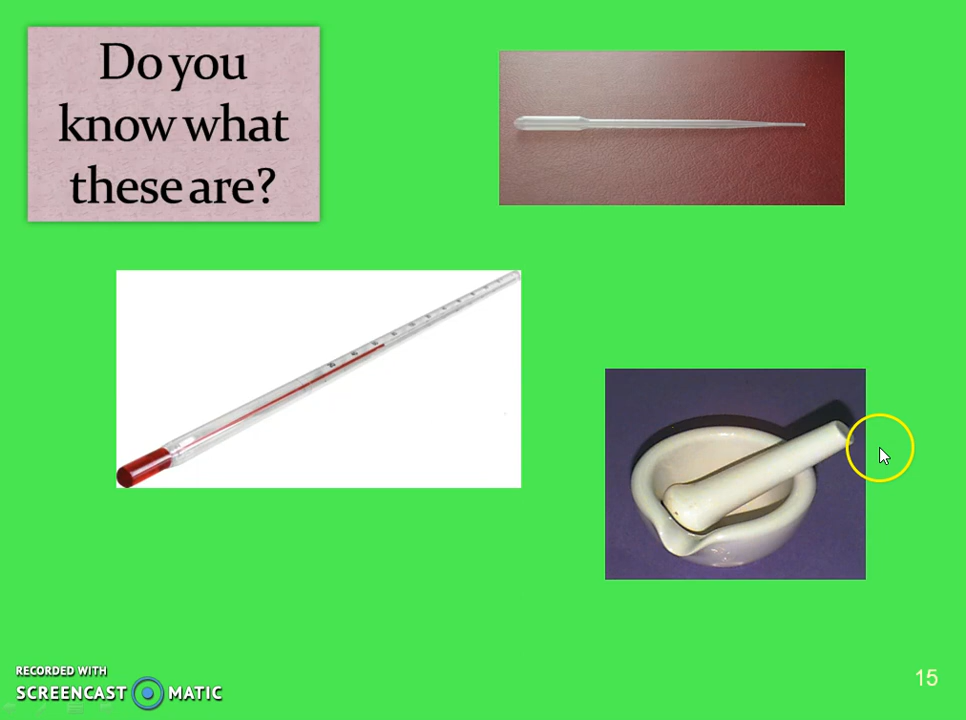 Do you
know what
these are?
RECORDED WITH
SCREENCAST MATIC
15